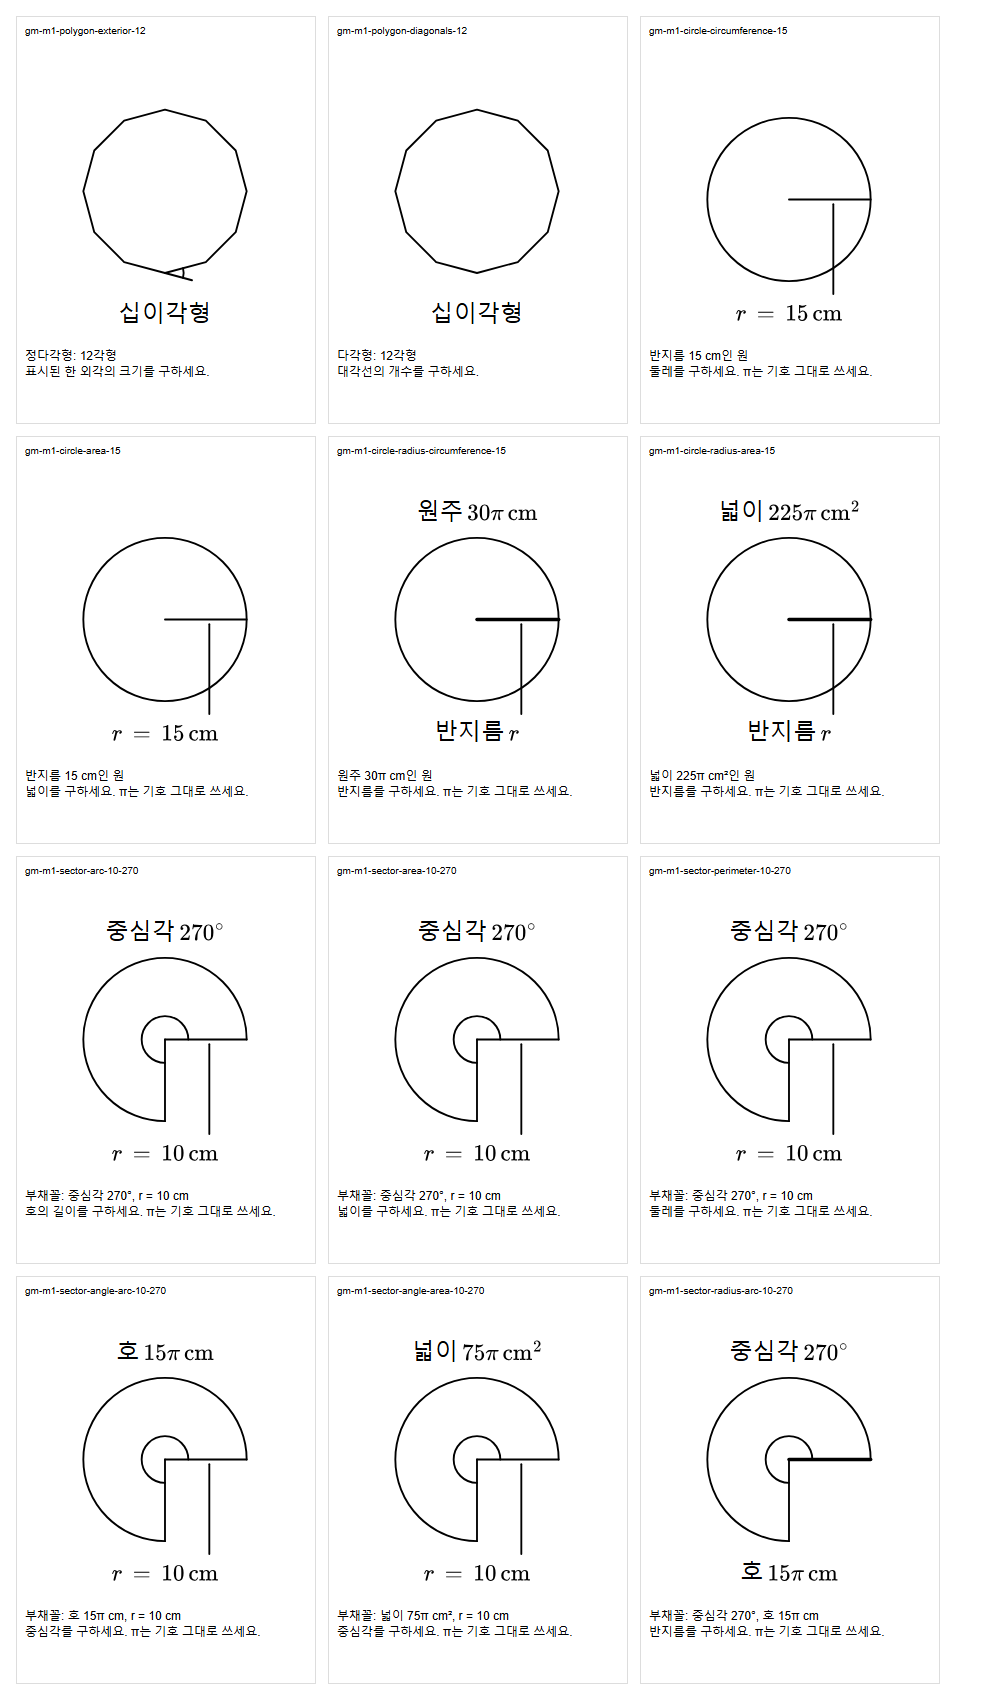 gm-m1-polygon-exterior-12
십이각형
정다각형: 12각형
표시된 한 외각의 크기를 구하세요.
gm-m1-polygon-diagonals-12
십이각형
다각형: 12각형
대각선의 개수를 구하세요.
gm-m1-circle-circumference-15
r = 15 cm
반지름 15 cm인 원
둘레를 구하세요. π는 기호 그대로 쓰세요.
gm-m1-circle-area-15
r = 15 cm
반지름 15 cm인 원
넓이를 구하세요. π는 기호 그대로 쓰세요.
gm-m1-circle-radius-circumference-15
원주 30π cm
반지름 r
원주 30π cm인 원
반지름를 구하세요. π는 기호 그대로 쓰세요.
gm-m1-circle-radius-area-15
넓이 225π cm²
반지름 r
넓이 225π cm²인 원
반지름를 구하세요. π는 기호 그대로 쓰세요.
gm-m1-sector-arc-10-270
중심각 270°
r = 10 cm
부채꼴: 중심각 270°, r = 10 cm
호의 길이를 구하세요. π는 기호 그대로 쓰세요.
gm-m1-sector-area-10-270
중심각 270°
r = 10 cm
부채꼴: 중심각 270°, r = 10 cm
넓이를 구하세요. π는 기호 그대로 쓰세요.
gm-m1-sector-perimeter-10-270
중심각 270°
r = 10 cm
부채꼴: 중심각 270°, r = 10 cm
둘레를 구하세요. π는 기호 그대로 쓰세요.
gm-m1-sector-angle-arc-10-270
호 15π cm
r = 10 cm
부채꼴: 호 15π cm, r = 10 cm
중심각를 구하세요. π는 기호 그대로 쓰세요.
gm-m1-sector-angle-area-10-270
넓이 75π cm²
r = 10 cm
부채꼴: 넓이 75π cm², r = 10 cm
중심각를 구하세요. π는 기호 그대로 쓰세요.
gm-m1-sector-radius-arc-10-270
중심각 270°
호 15π cm
부채꼴: 중심각 270°, 호 15π cm
반지름를 구하세요. π는 기호 그대로 쓰세요.